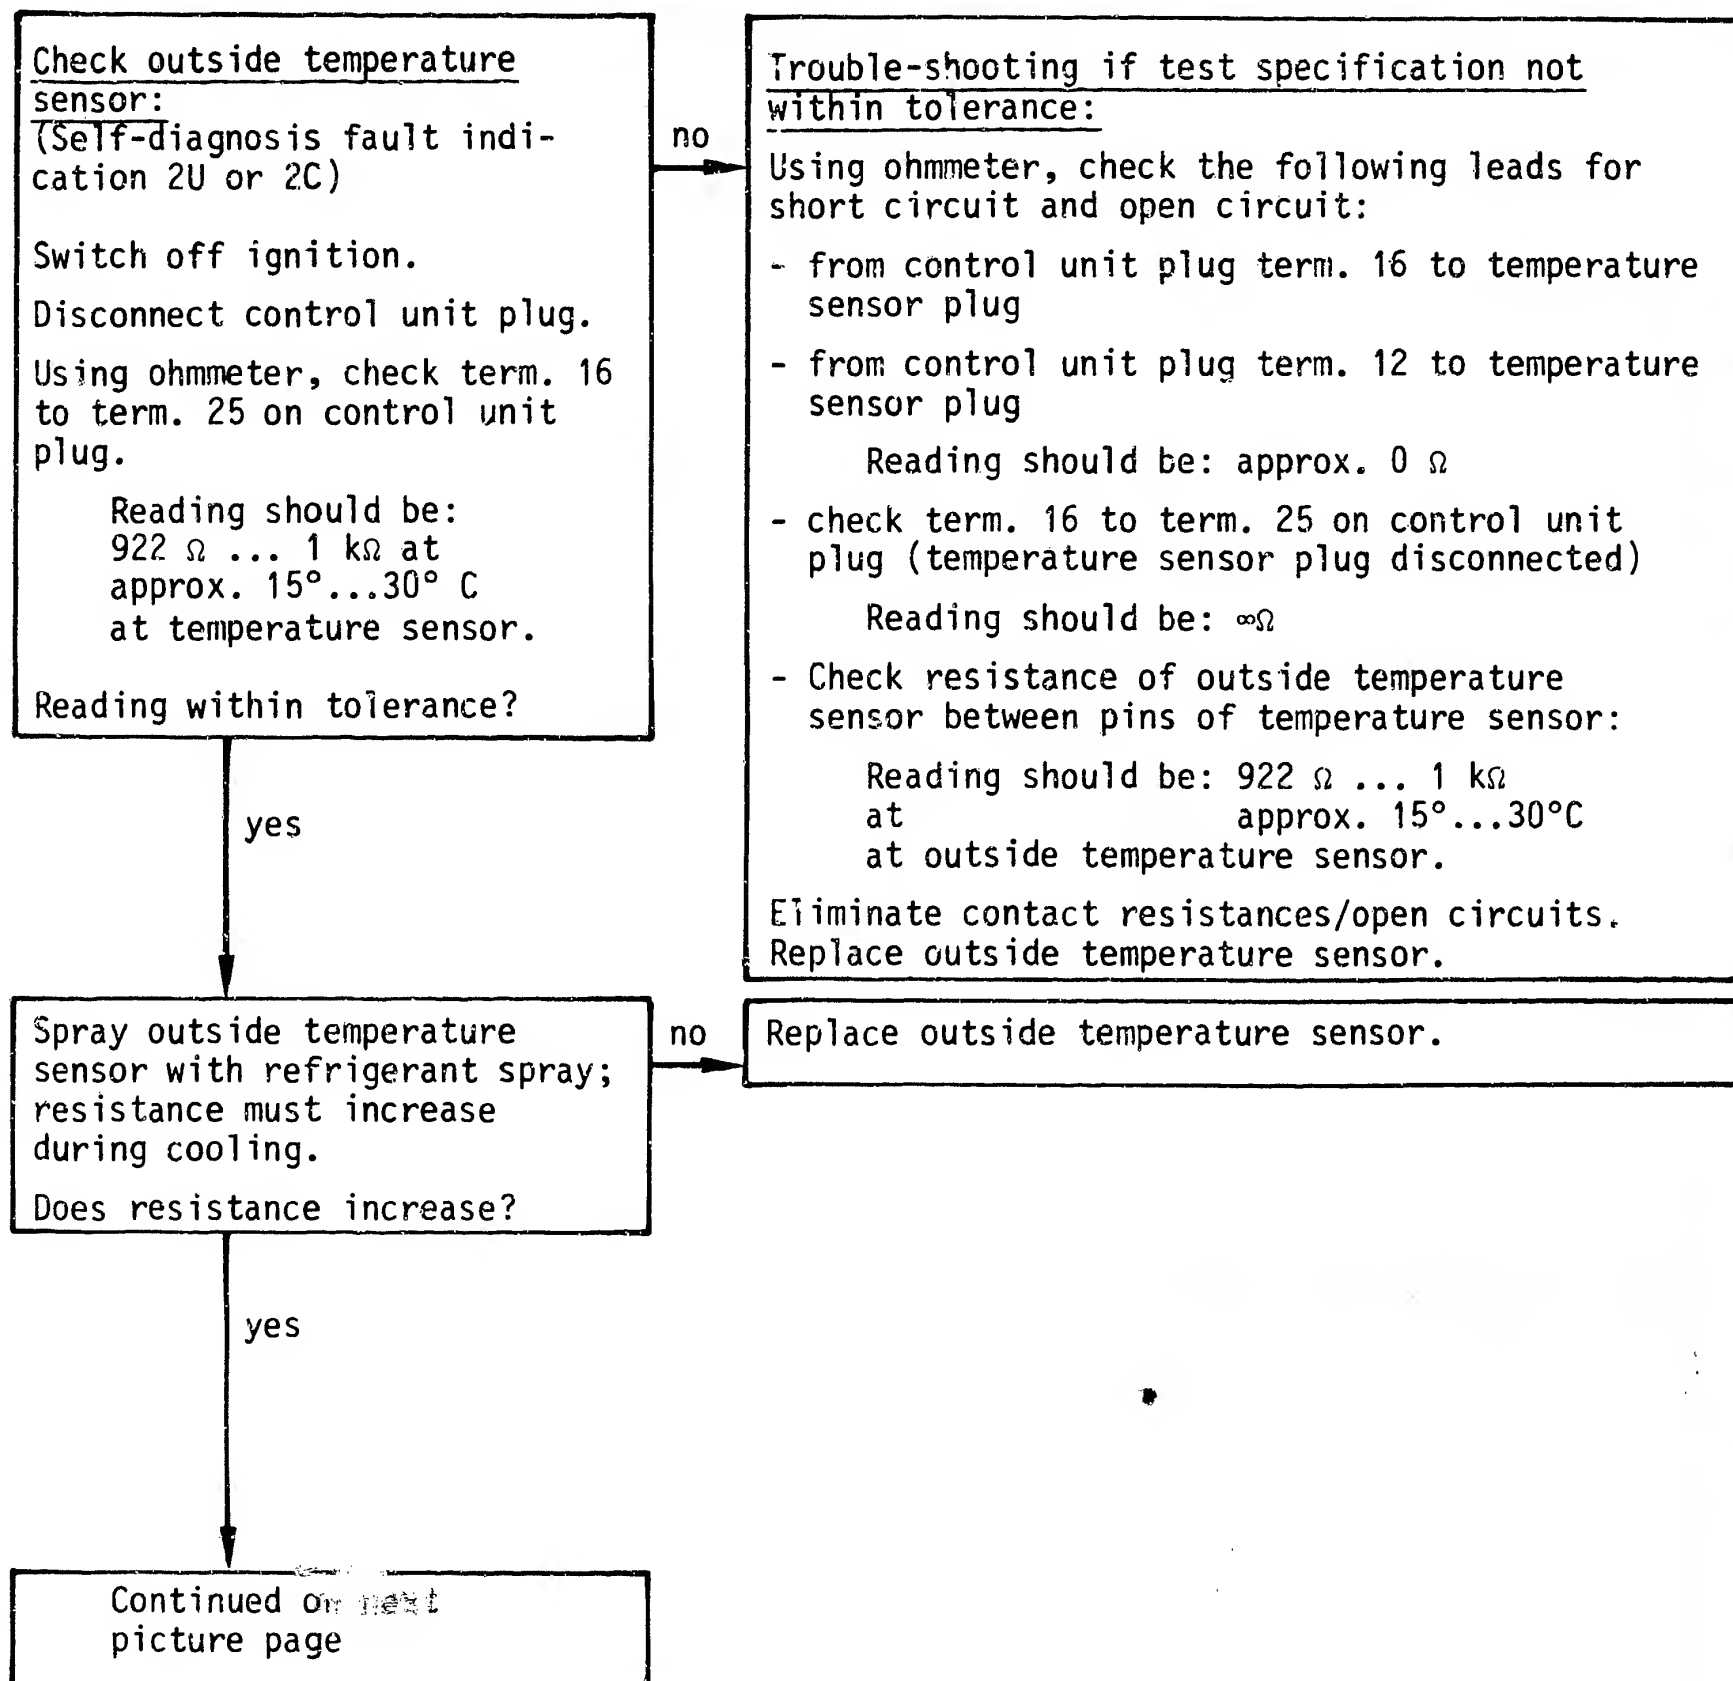 Check outside temperature
sensor:
(Self-diagnosis fault indi-
cation 2U or 2C)
Switch off ignition.
Disconnect control unit plug.
Using ohmmeter, check term. 16
to term. 25 on control unit
plug.
Reading should be:
922 Ω ... 1 kΩ at
approx. 15°...30° C
at temperature sensor.
Reading within tolerance?
no
Trouble-shooting if test specification not
within tolerance:
Using ohmmeter, check the following leads for
short circuit and open circuit:
- from control unit plug term. 16 to temperature
sensor plug
- from control unit plug term. 12 to temperature
sensor plug
Reading should be: approx. 0 Ω
- check term. 16 to term. 25 on control unit
plug (temperature sensor plug disconnected)
Reading should be: ∞Ω
- Check resistance of outside temperature
sensor between pins of temperature sensor:
Reading should be: 922 Ω ... 1 kΩ
at approx. 15°...30°C
at outside temperature sensor.
Eliminate contact resistances/open circuits.
Replace outside temperature sensor.
yes
Spray outside temperature
sensor with refrigerant spray;
resistance must increase
during cooling.
Does resistance increase?
no
Replace outside temperature sensor.
yes
Continued on next
picture page